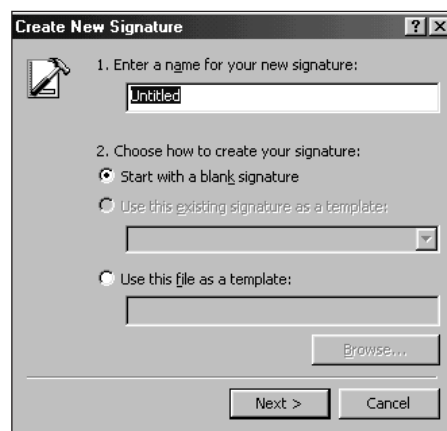 Create New Signature
1. Enter a name for your new signature:
Untitled
2. Choose how to create your signature:
Start with a blank signature
Use this existing signature as a template:
Use this file as a template:
Browse...
Next >
Cancel